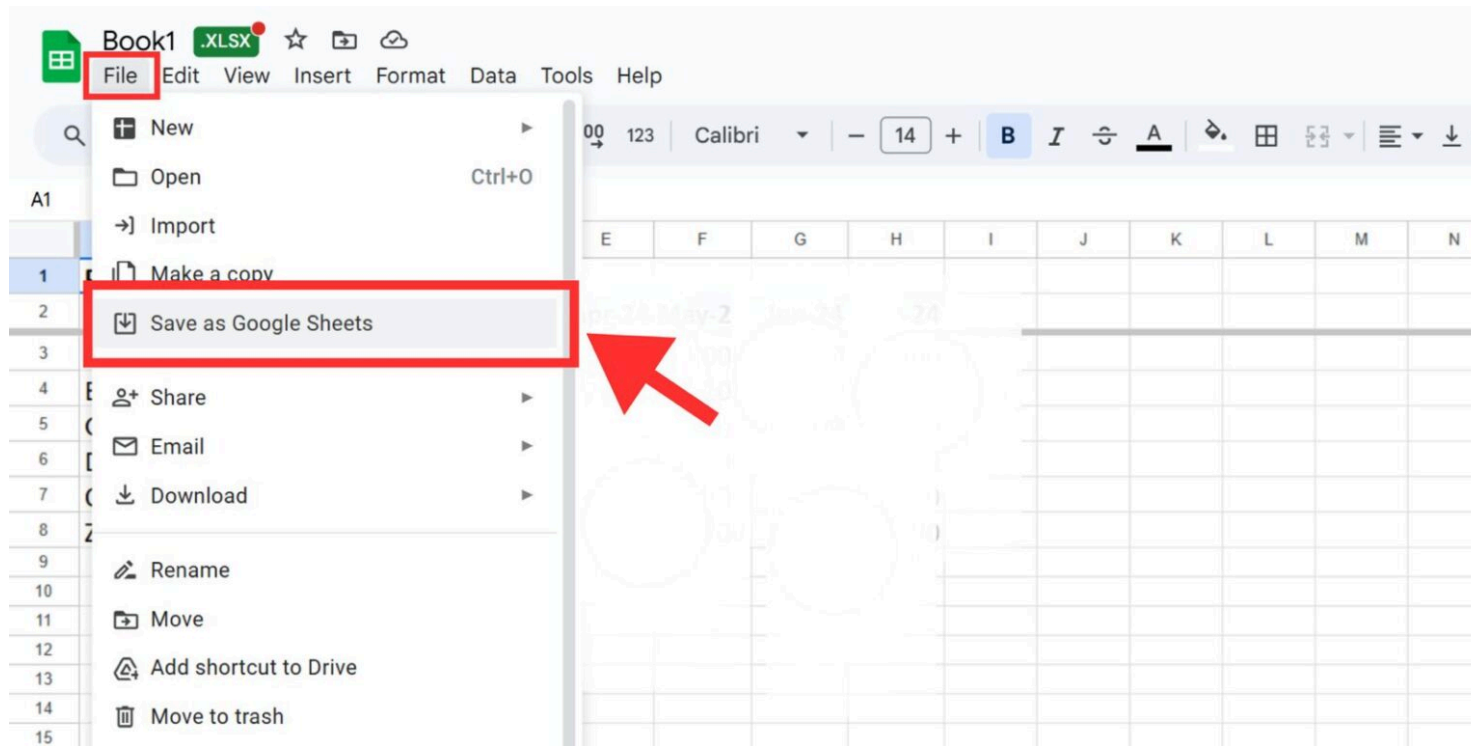 Book1 .XLSX
File Edit View Insert Format Data Tools Help
123 Calibri 14 B I A
A1
E F G H I J K L M N
1
2
3
4
5
6
7
8
9
10
11
12
13
14
15
New
Open Ctrl+O
Import
Make a copy
Save as Google Sheets
Share
Email
Download
Rename
Move
Add shortcut to Drive
Move to trash